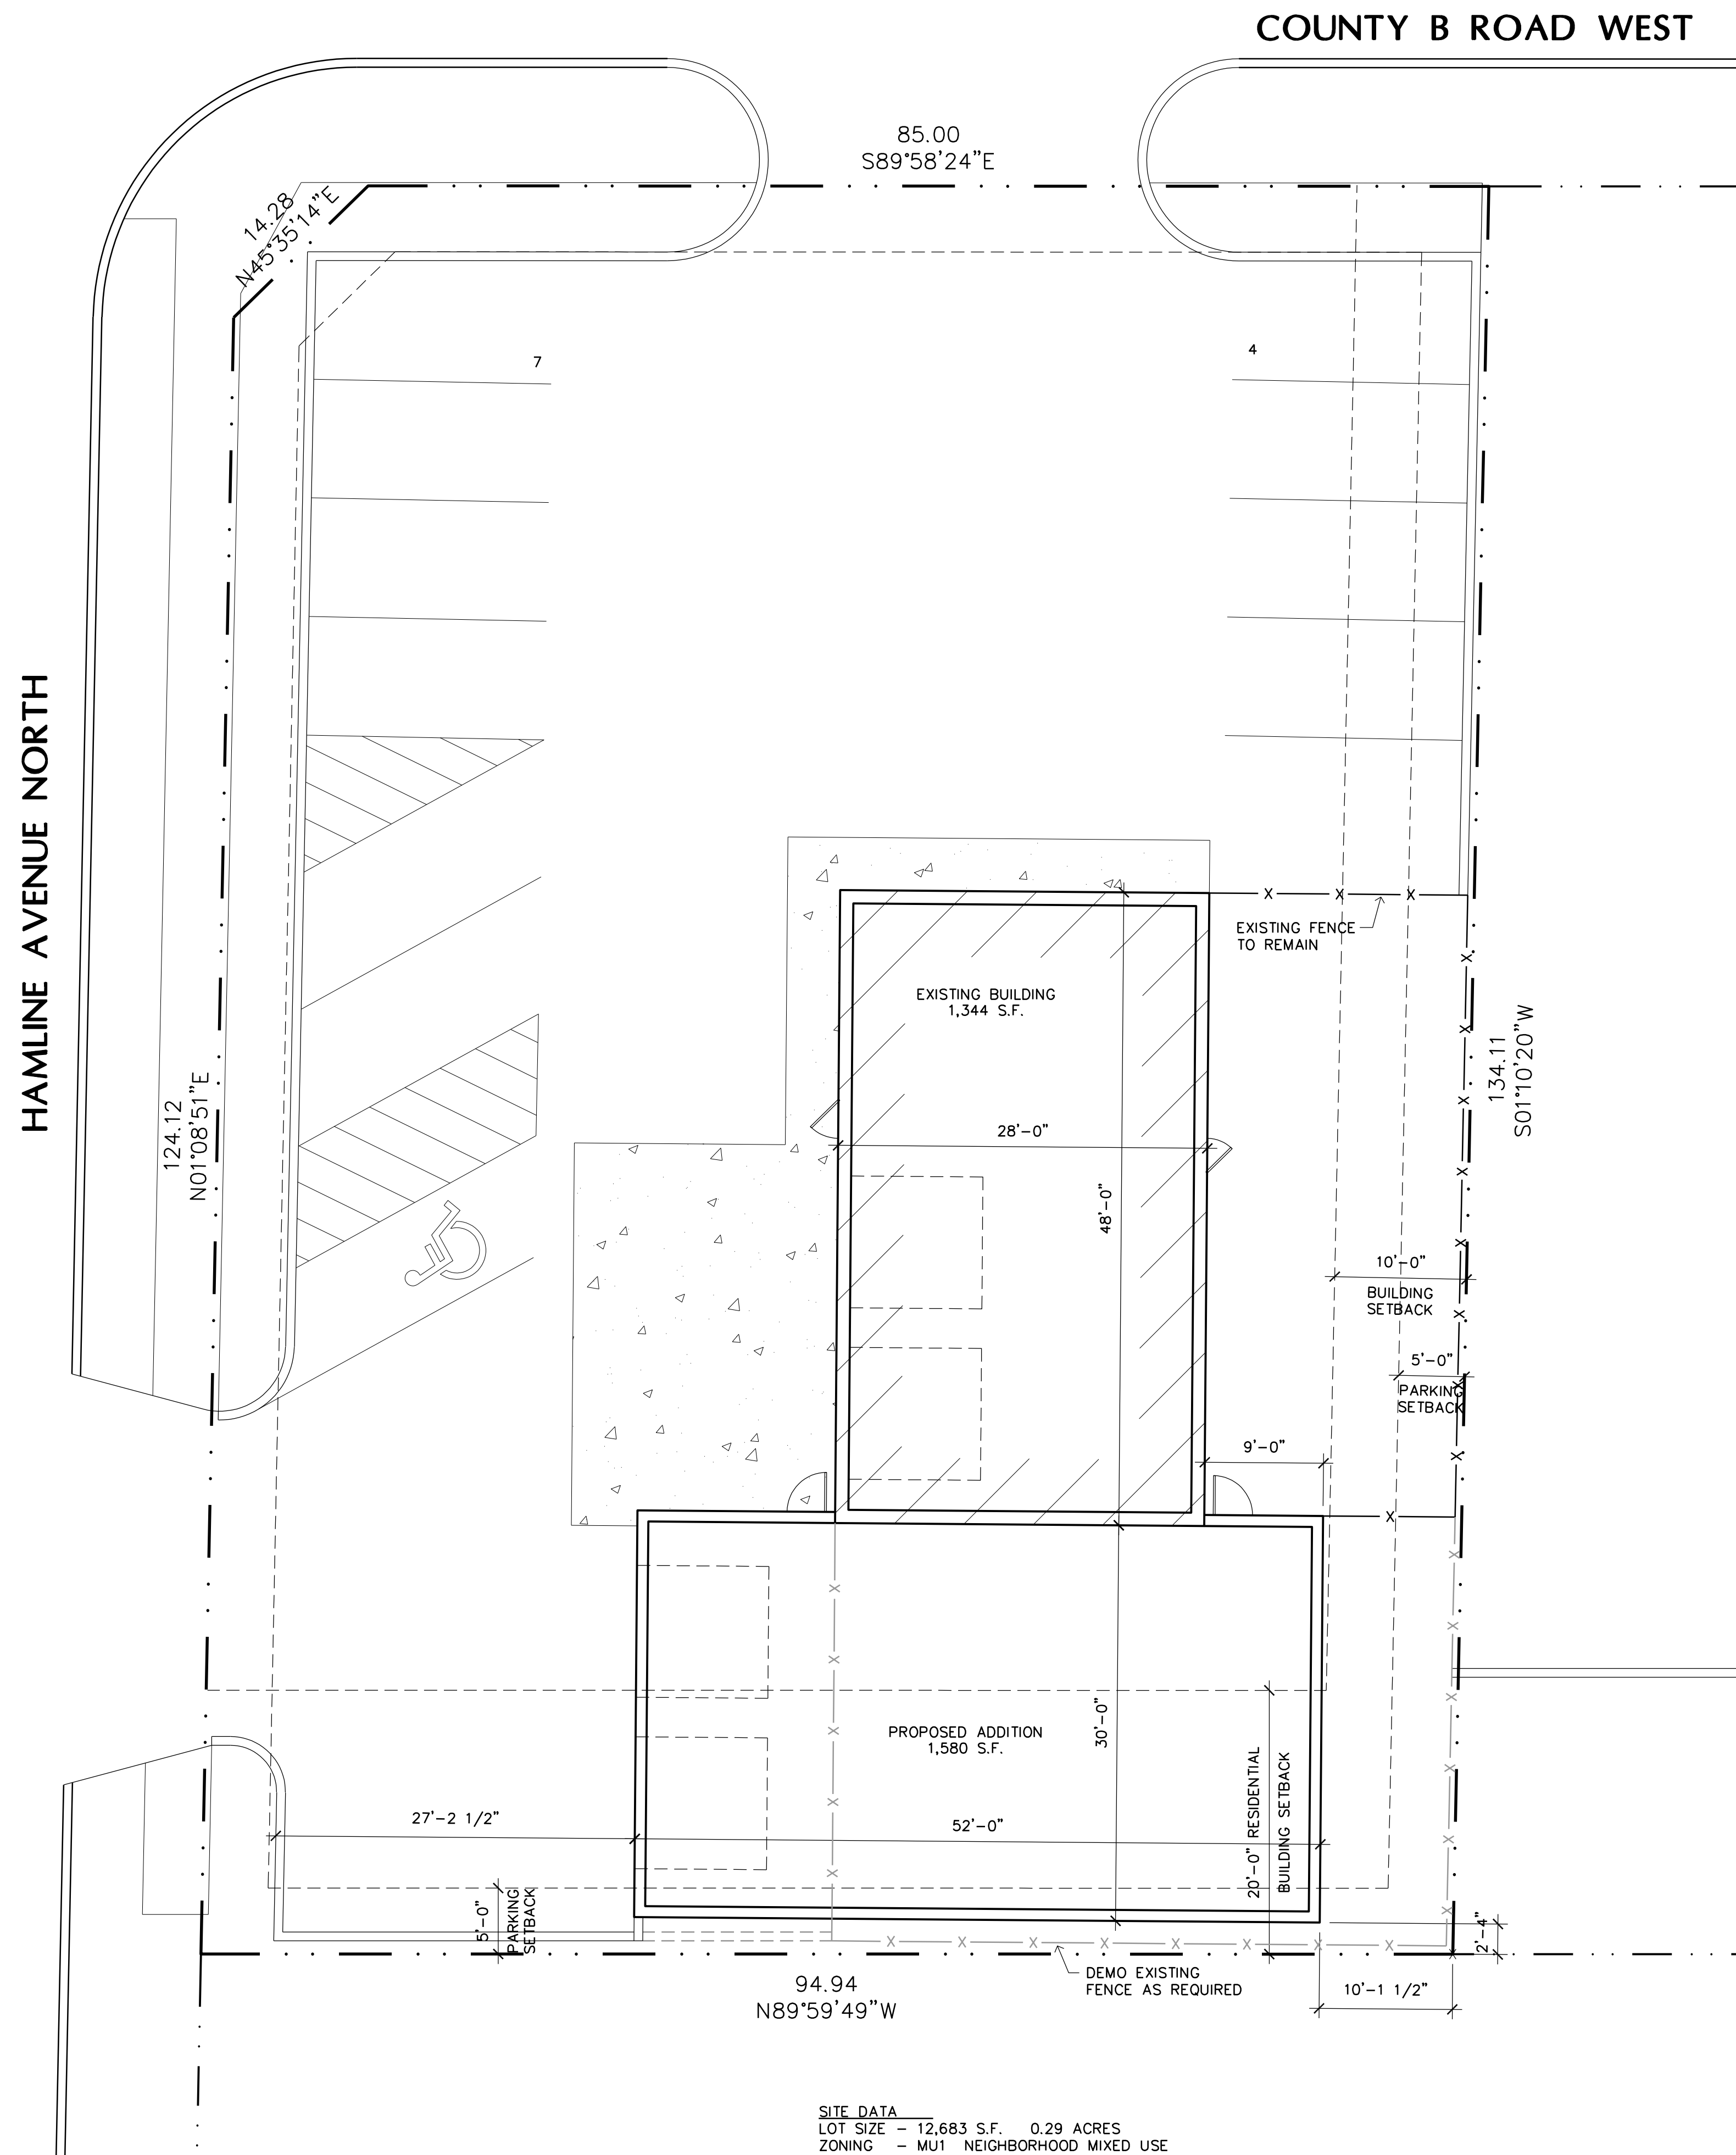 COUNTY B ROAD WEST
85.00
S89°58'24"E
14.28
N45°35'14"E
7
4
HAMLINE AVENUE NORTH
EXISTING FENCE
TO REMAIN
EXISTING BUILDING
1,344 S.F.
134.11
S01°10'20"W
124.12
N01°08'51"E
28'-0"
48'-0"
10'-0"
BUILDING
SETBACK
5'-0"
PARKING
SETBACK
9'-0"
PROPOSED ADDITION
1,580 S.F.
30'-0"
20'-0" RESIDENTIAL
BUILDING SETBACK
27'-2 1/2"
52'-0"
5'-0"
PARKING
SETBACK
2'-4"
DEMO EXISTING
FENCE AS REQUIRED
10'-1 1/2"
94.94
N89°59'49"W
SITE DATA
LOT SIZE - 12,683 S.F. 0.29 ACRES
ZONING - MU1 NEIGHBORHOOD MIXED USE